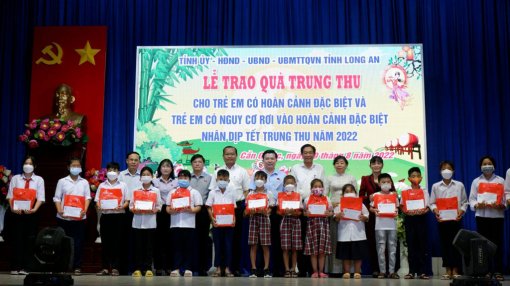 TỈNH ỦY - HĐND - UBND - UBMTTQVN TỈNH LONG AN
LỄ TRAO QUÀ TRUNG THU
CHO TRẺ EM CÓ HOÀN CẢNH ĐẶC BIỆT VÀ
TRẺ EM CÓ NGUY CƠ RƠI VÀO HOÀN CẢNH ĐẶC BIỆT
NHÂN DỊP TẾT TRUNG THU NĂM 2022
2022